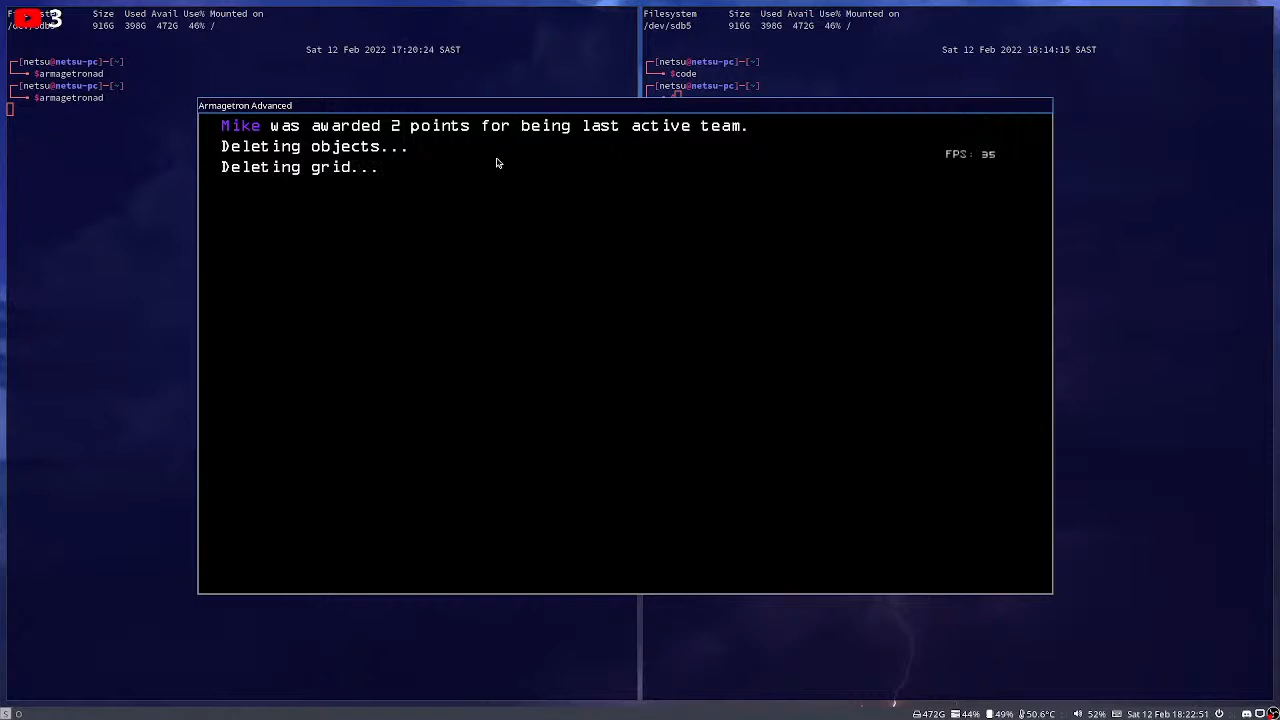 3
Filesystem Size Used Avail Use% Mounted on
/dev/sdb5 916G 398G 472G 46% /
Sat 12 Feb 2022 17:20:24 SAST
[netsu@netsu-pc]—[~]
$armagetronad
[netsu@netsu-pc]—[~]
$armagetronad
Filesystem Size Used Avail Use% Mounted on
/dev/sdb5 916G 398G 472G 46% /
Sat 12 Feb 2022 18:14:15 SAST
[netsu@netsu-pc]—[~]
$code
[netsu@netsu-pc]—[~]
Armagetron Advanced
Mike was awarded 2 points for being last active team.
Deleting objects...
FPS: 35
Deleting grid...
S O 472G 44% 49% 50.6°C 52% Sat 12 Feb 18:22:51